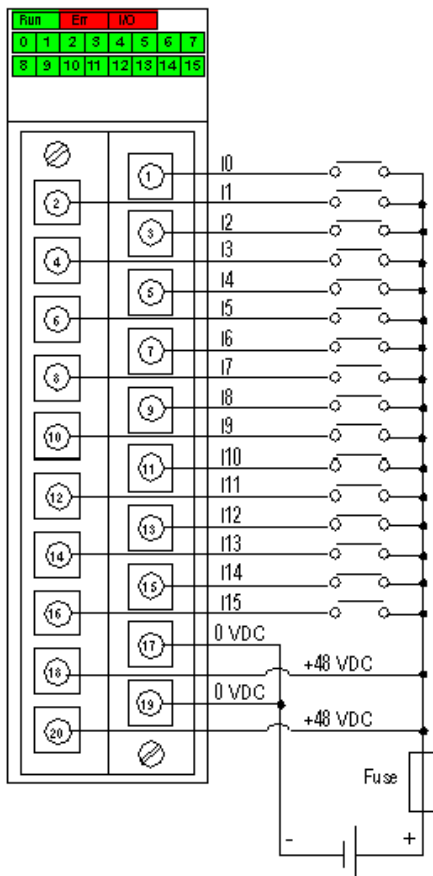 Run Err I/O
0 1 2 3 4 5 6 7
8 9 10 11 12 13 14 15
1 I0
2 I1
3 I2
4 I3
5 I4
6 I5
7 I6
8 I7
9 I8
10 I9
11 I10
12 I11
13 I12
14 I13
15 I14
16 I15
17 0 VDC
18 +48 VDC
19 0 VDC
20 +48 VDC
Fuse
- +